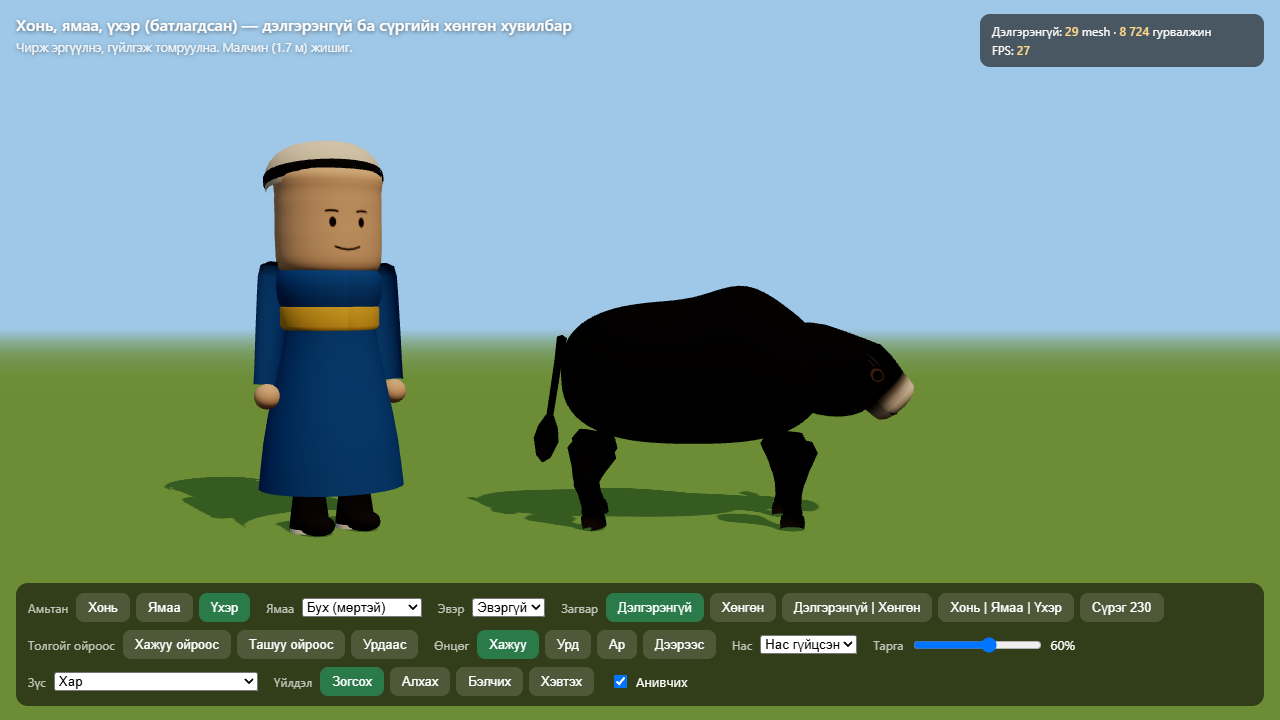 Хонь, ямаа, үхэр (батлагдсан) — дэлгэрэнгүй ба сүргийн хөнгөн хувилбар
Чирж эргүүлнэ, гүйлгэж томруулна. Малчин (1.7 м) жишиг.
Дэлгэрэнгүй: 29 mesh · 8 724 гурвалжин
FPS: 27
Амьтан Хонь Ямаа Үхэр Ямаа Бух (мөртэй) Эвэр Эвэргүй Загвар Дэлгэрэнгүй Хөнгөн Дэлгэрэнгүй | Хөнгөн Хонь | Ямаа | Үхэр Сүрэг 230
Толгойг ойроос Хажуу ойроос Ташуу ойроос Урдаас Өнцөг Хажуу Урд Ар Дээрээс Нас Нас гүйцсэн Тарга 60%
Зүс Хар Үйлдэл Зогсох Алхах Бэлчих Хэвтэх Анивчих